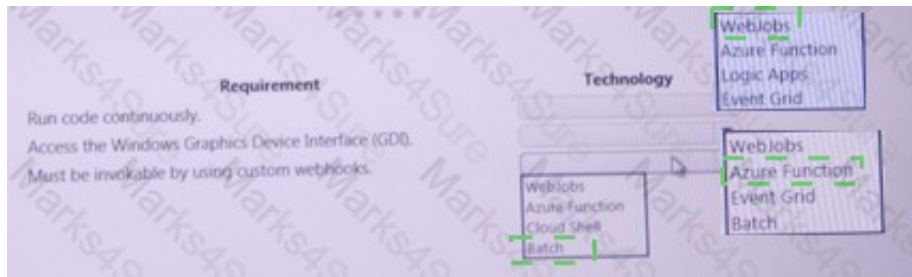 WebJobs
Azure Function
Logic Apps
Event Grid
Requirement
Technology
Run code continuously.
Access the Windows Graphics Device Interface (GDI).
Must be invokable by using custom webhooks.
WebJobs
Azure Function
Event Grid
Batch
WebJobs
Azure Function
Cloud Shell
Batch
Marks4Sure